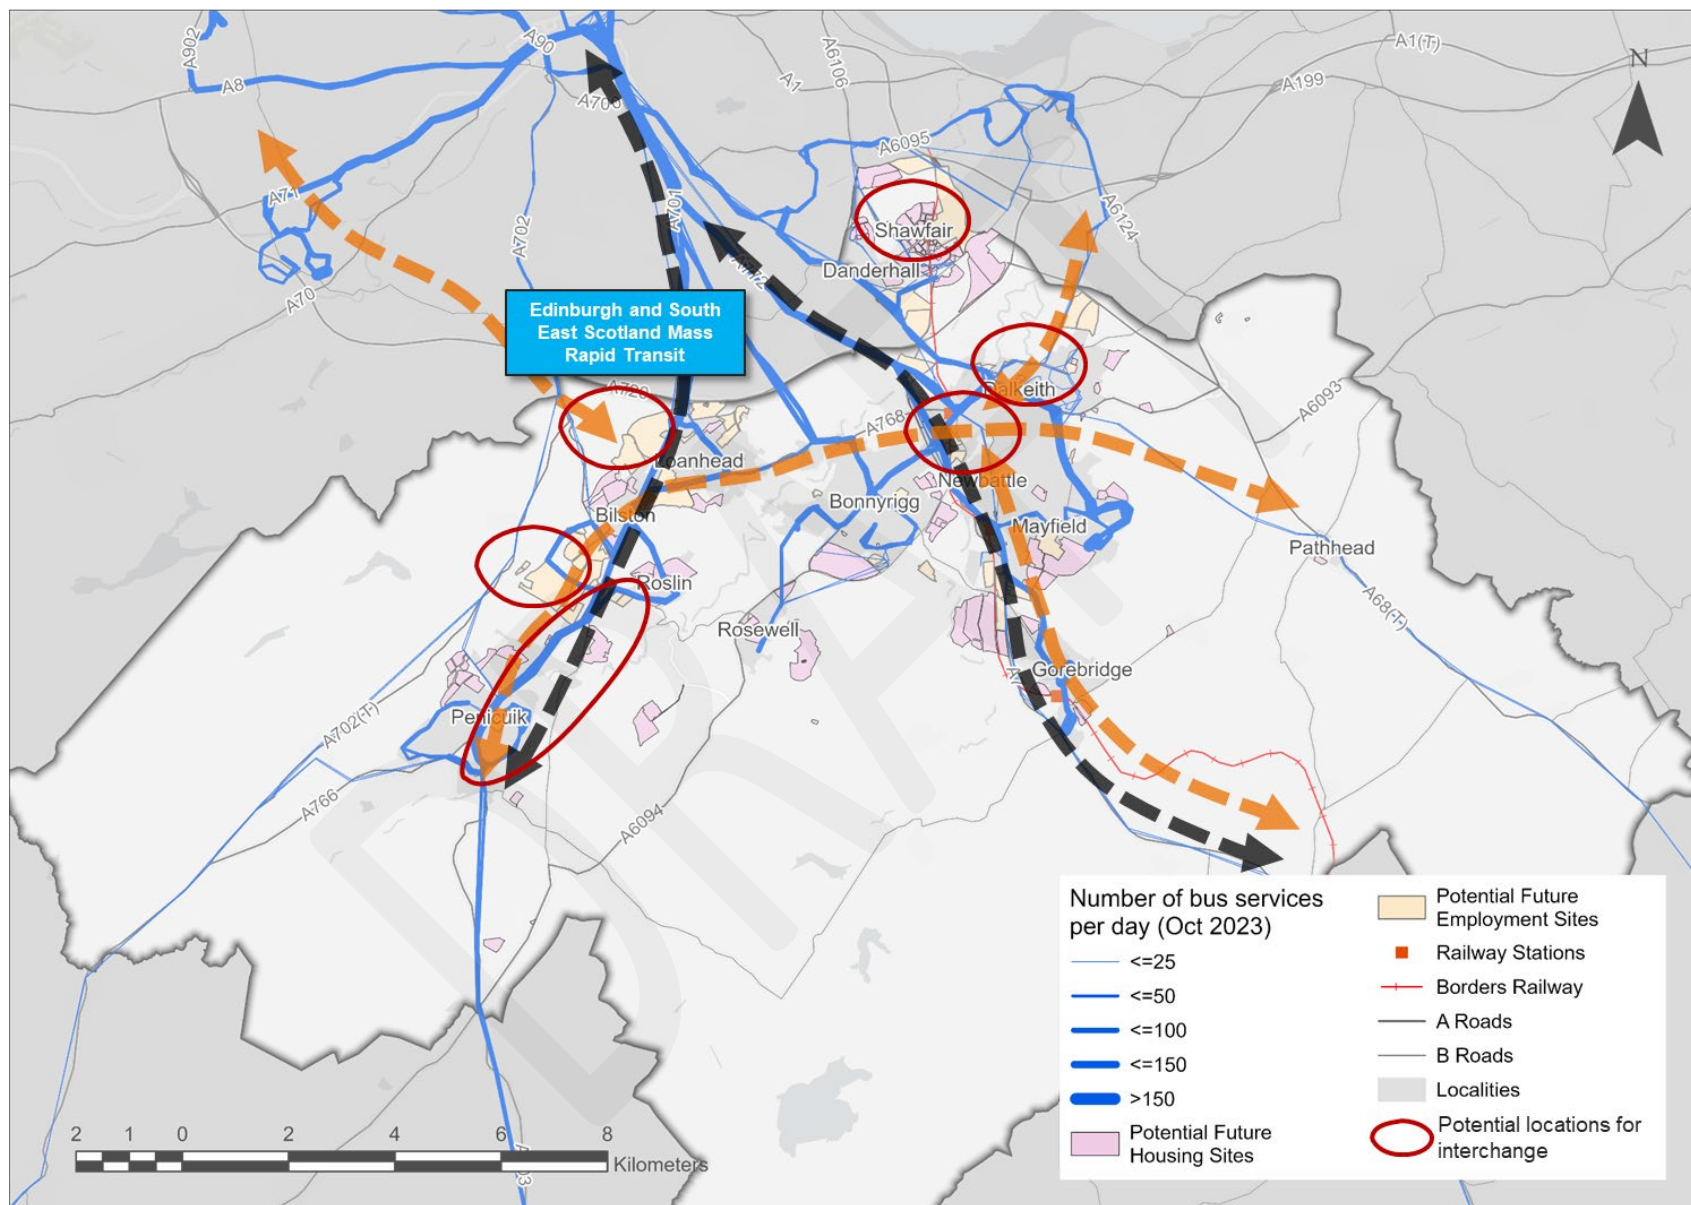 A902
A90
A8
A700
A1
A6106
A1(T)
A199
N
A6095
A71
A702
A701
A6124
Shawfair
Danderhall
A772
A70
Edinburgh and South
East Scotland Mass
Rapid Transit
A720
Dalkeith
A768
A6093
Loanhead
Newbattle
Bonnyrigg
Bilston
Mayfield
Pathhead
Roslin
A68(T)
Rosewell
Gorebridge
A7
Penicuik
A702(T)
A766
A6094
DRAFT
Number of bus services
per day (Oct 2023)
<=25
<=50
<=100
<=150
>150
Potential Future
Housing Sites
Potential Future
Employment Sites
Railway Stations
Borders Railway
A Roads
B Roads
Localities
Potential locations for
interchange
2 1 0 2 4 6 8
Kilometers